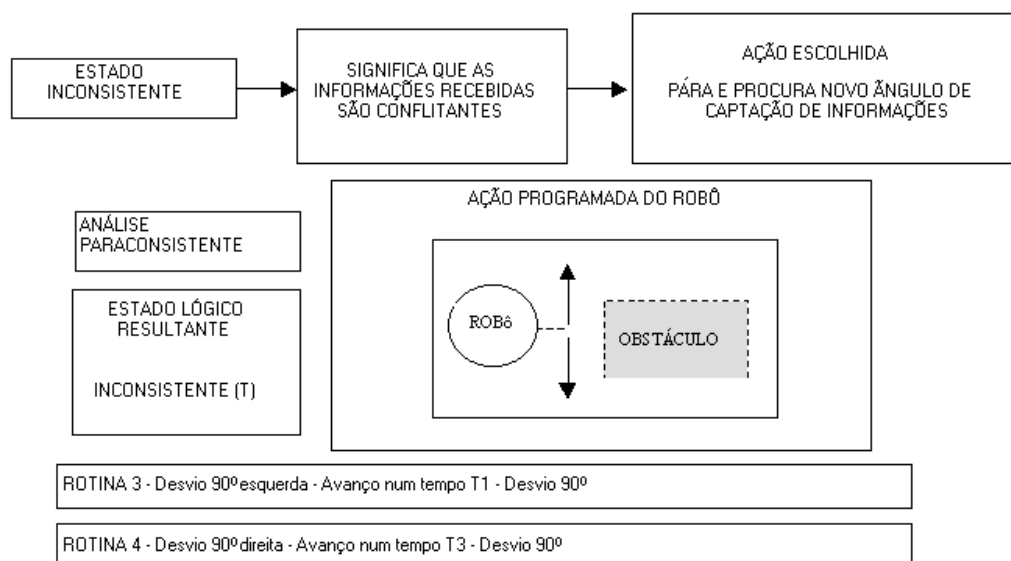 ESTADO
INCONSISTENTE
SIGNIFICA QUE AS
INFORMAÇÕES RECEBIDAS
SÃO CONFLITANTES
AÇÃO ESCOLHIDA
PÁRA E PROCURA NOVO ÃNGULO DE
CAPTAÇÃO DE INFORMAÇÕES
AÇÃO PROGRAMADA DO ROBÔ
ANÁLISE
PARACONSISTENTE
ESTADO LÓGICO
RESULTANTE
INCONSISTENTE (T)
ROBô
OBSTÁCULO
ROTINA 3 - Desvio 90º esquerda - Avanço num tempo T1 - Desvio 90º
ROTINA 4 - Desvio 90º direita - Avanço num tempo T3 - Desvio 90º